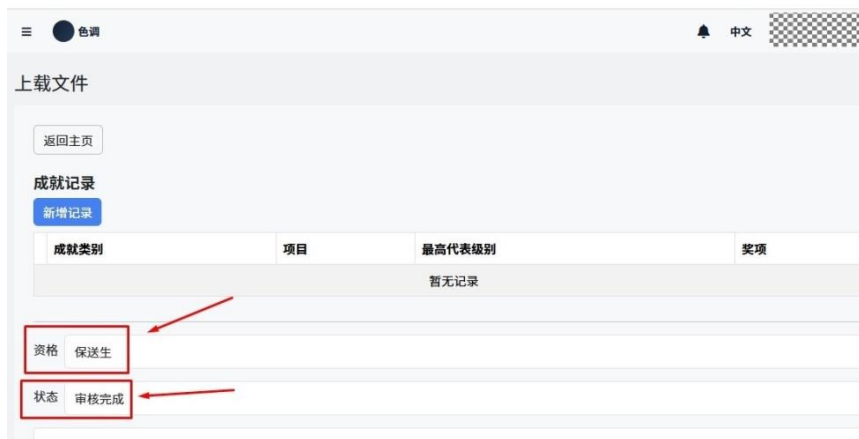 色调 中文
上载文件
返回主页
成就记录
新增记录
成就类别 项目 最高代表级别 奖项
暂无记录
资格 保送生
状态 审核完成